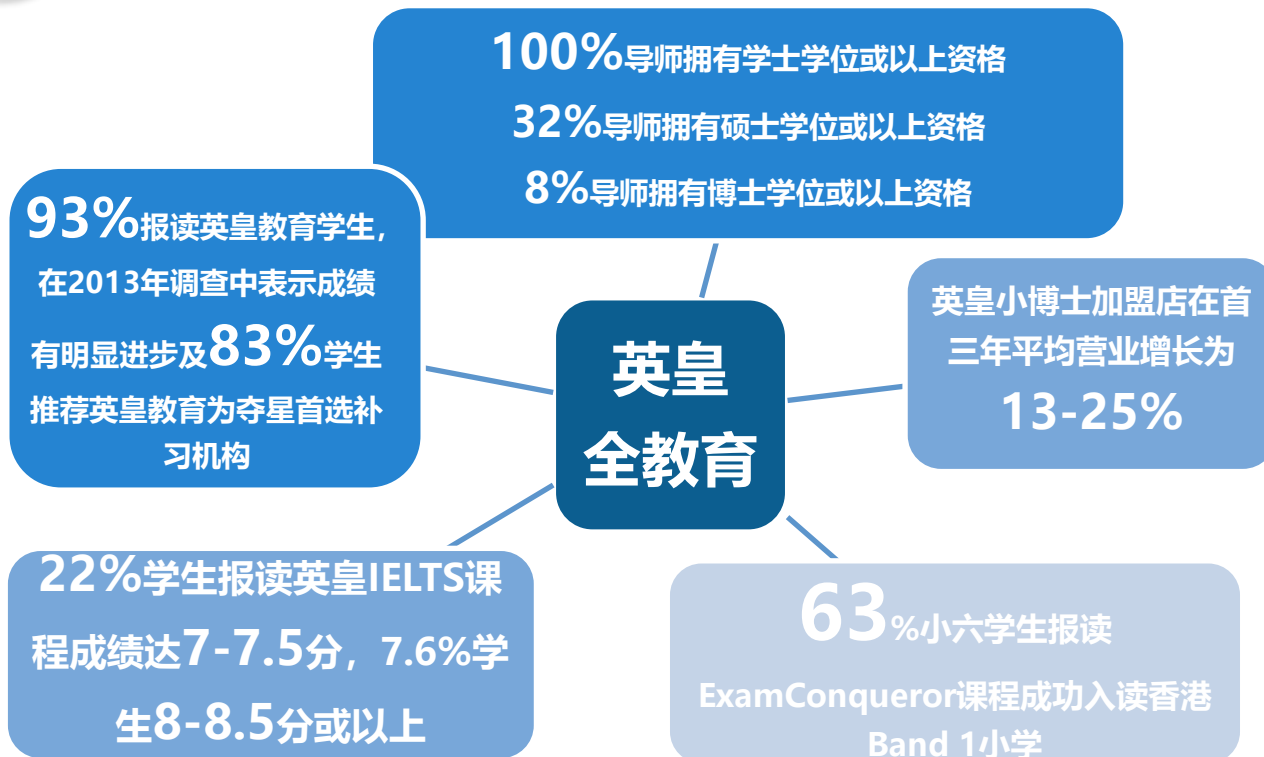 100%导师拥有学士学位或以上资格
32%导师拥有硕士学位或以上资格
8%导师拥有博士学位或以上资格
93%报读英皇教育学生,
在2013年调查中表示成绩
有明显进步及83%学生
推荐英皇教育为夺星首选补
习机构
英皇小博士加盟店在首
三年平均营业增长为
13-25%
英皇
全教育
22%学生报读英皇IELTS课
程成绩达7-7.5分，7.6%学
生8-8.5分或以上
63%小六学生报读
ExamConqueror课程成功入读香港
Band 1小学